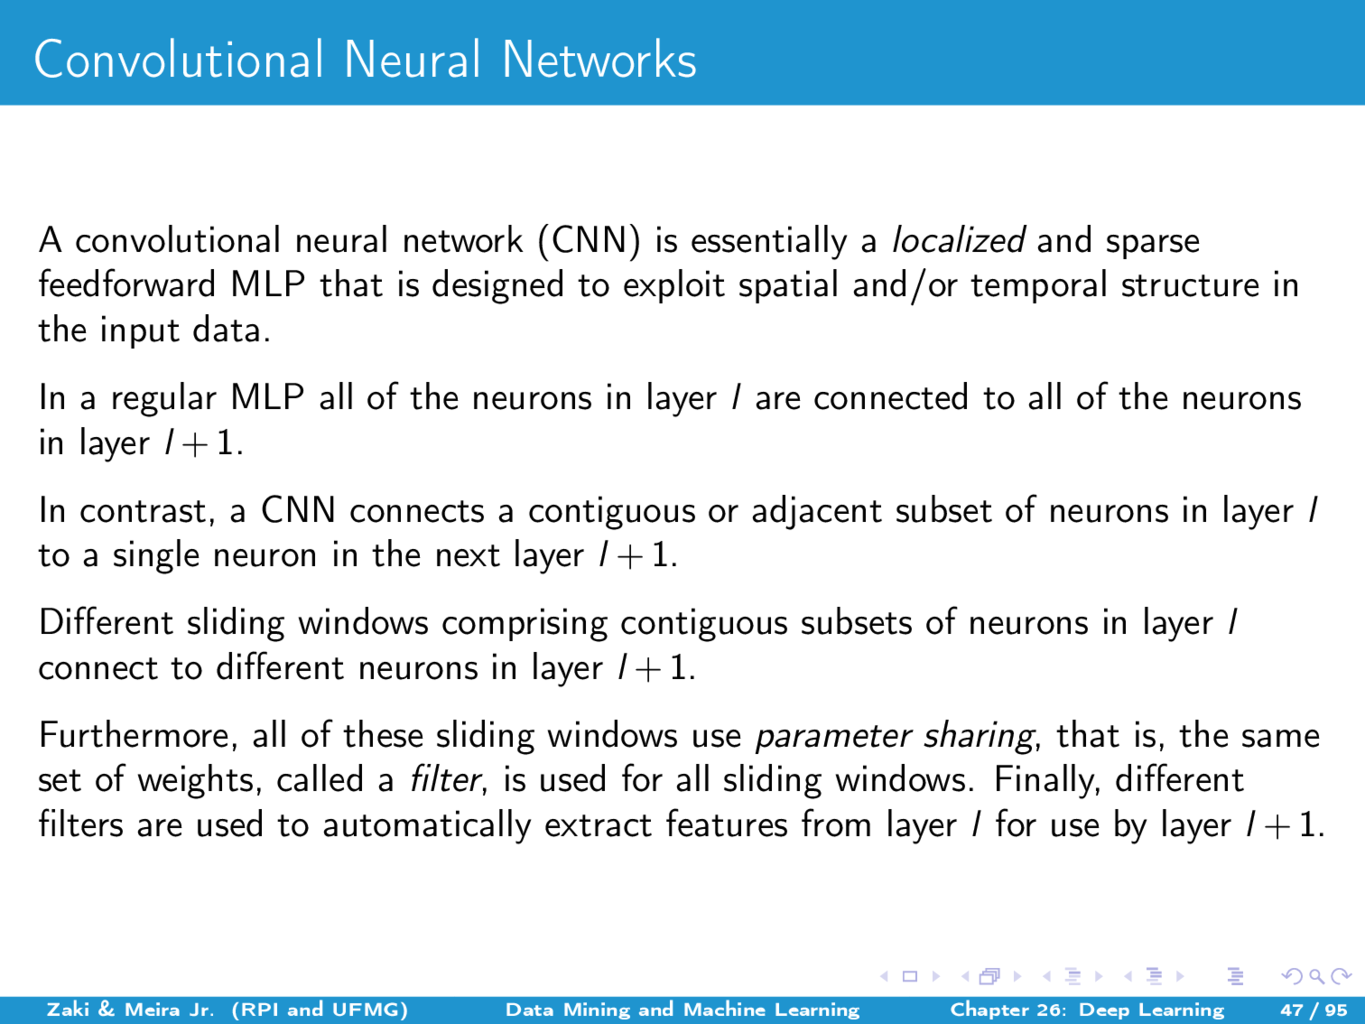 Convolutional Neural Networks
A convolutional neural network (CNN) is essentially a localized and sparse
feedforward MLP that is designed to exploit spatial and/or temporal structure in
the input data.
In a regular MLP all of the neurons in layer l are connected to all of the neurons
in layer l + 1.
In contrast, a CNN connects a contiguous or adjacent subset of neurons in layer l
to a single neuron in the next layer l + 1.
Different sliding windows comprising contiguous subsets of neurons in layer l
connect to different neurons in layer l + 1.
Furthermore, all of these sliding windows use parameter sharing, that is, the same
set of weights, called a filter, is used for all sliding windows. Finally, different
filters are used to automatically extract features from layer l for use by layer l + 1.
Zaki & Meira Jr. (RPI and UFMG) Data Mining and Machine Learning Chapter 26: Deep Learning 47 / 95